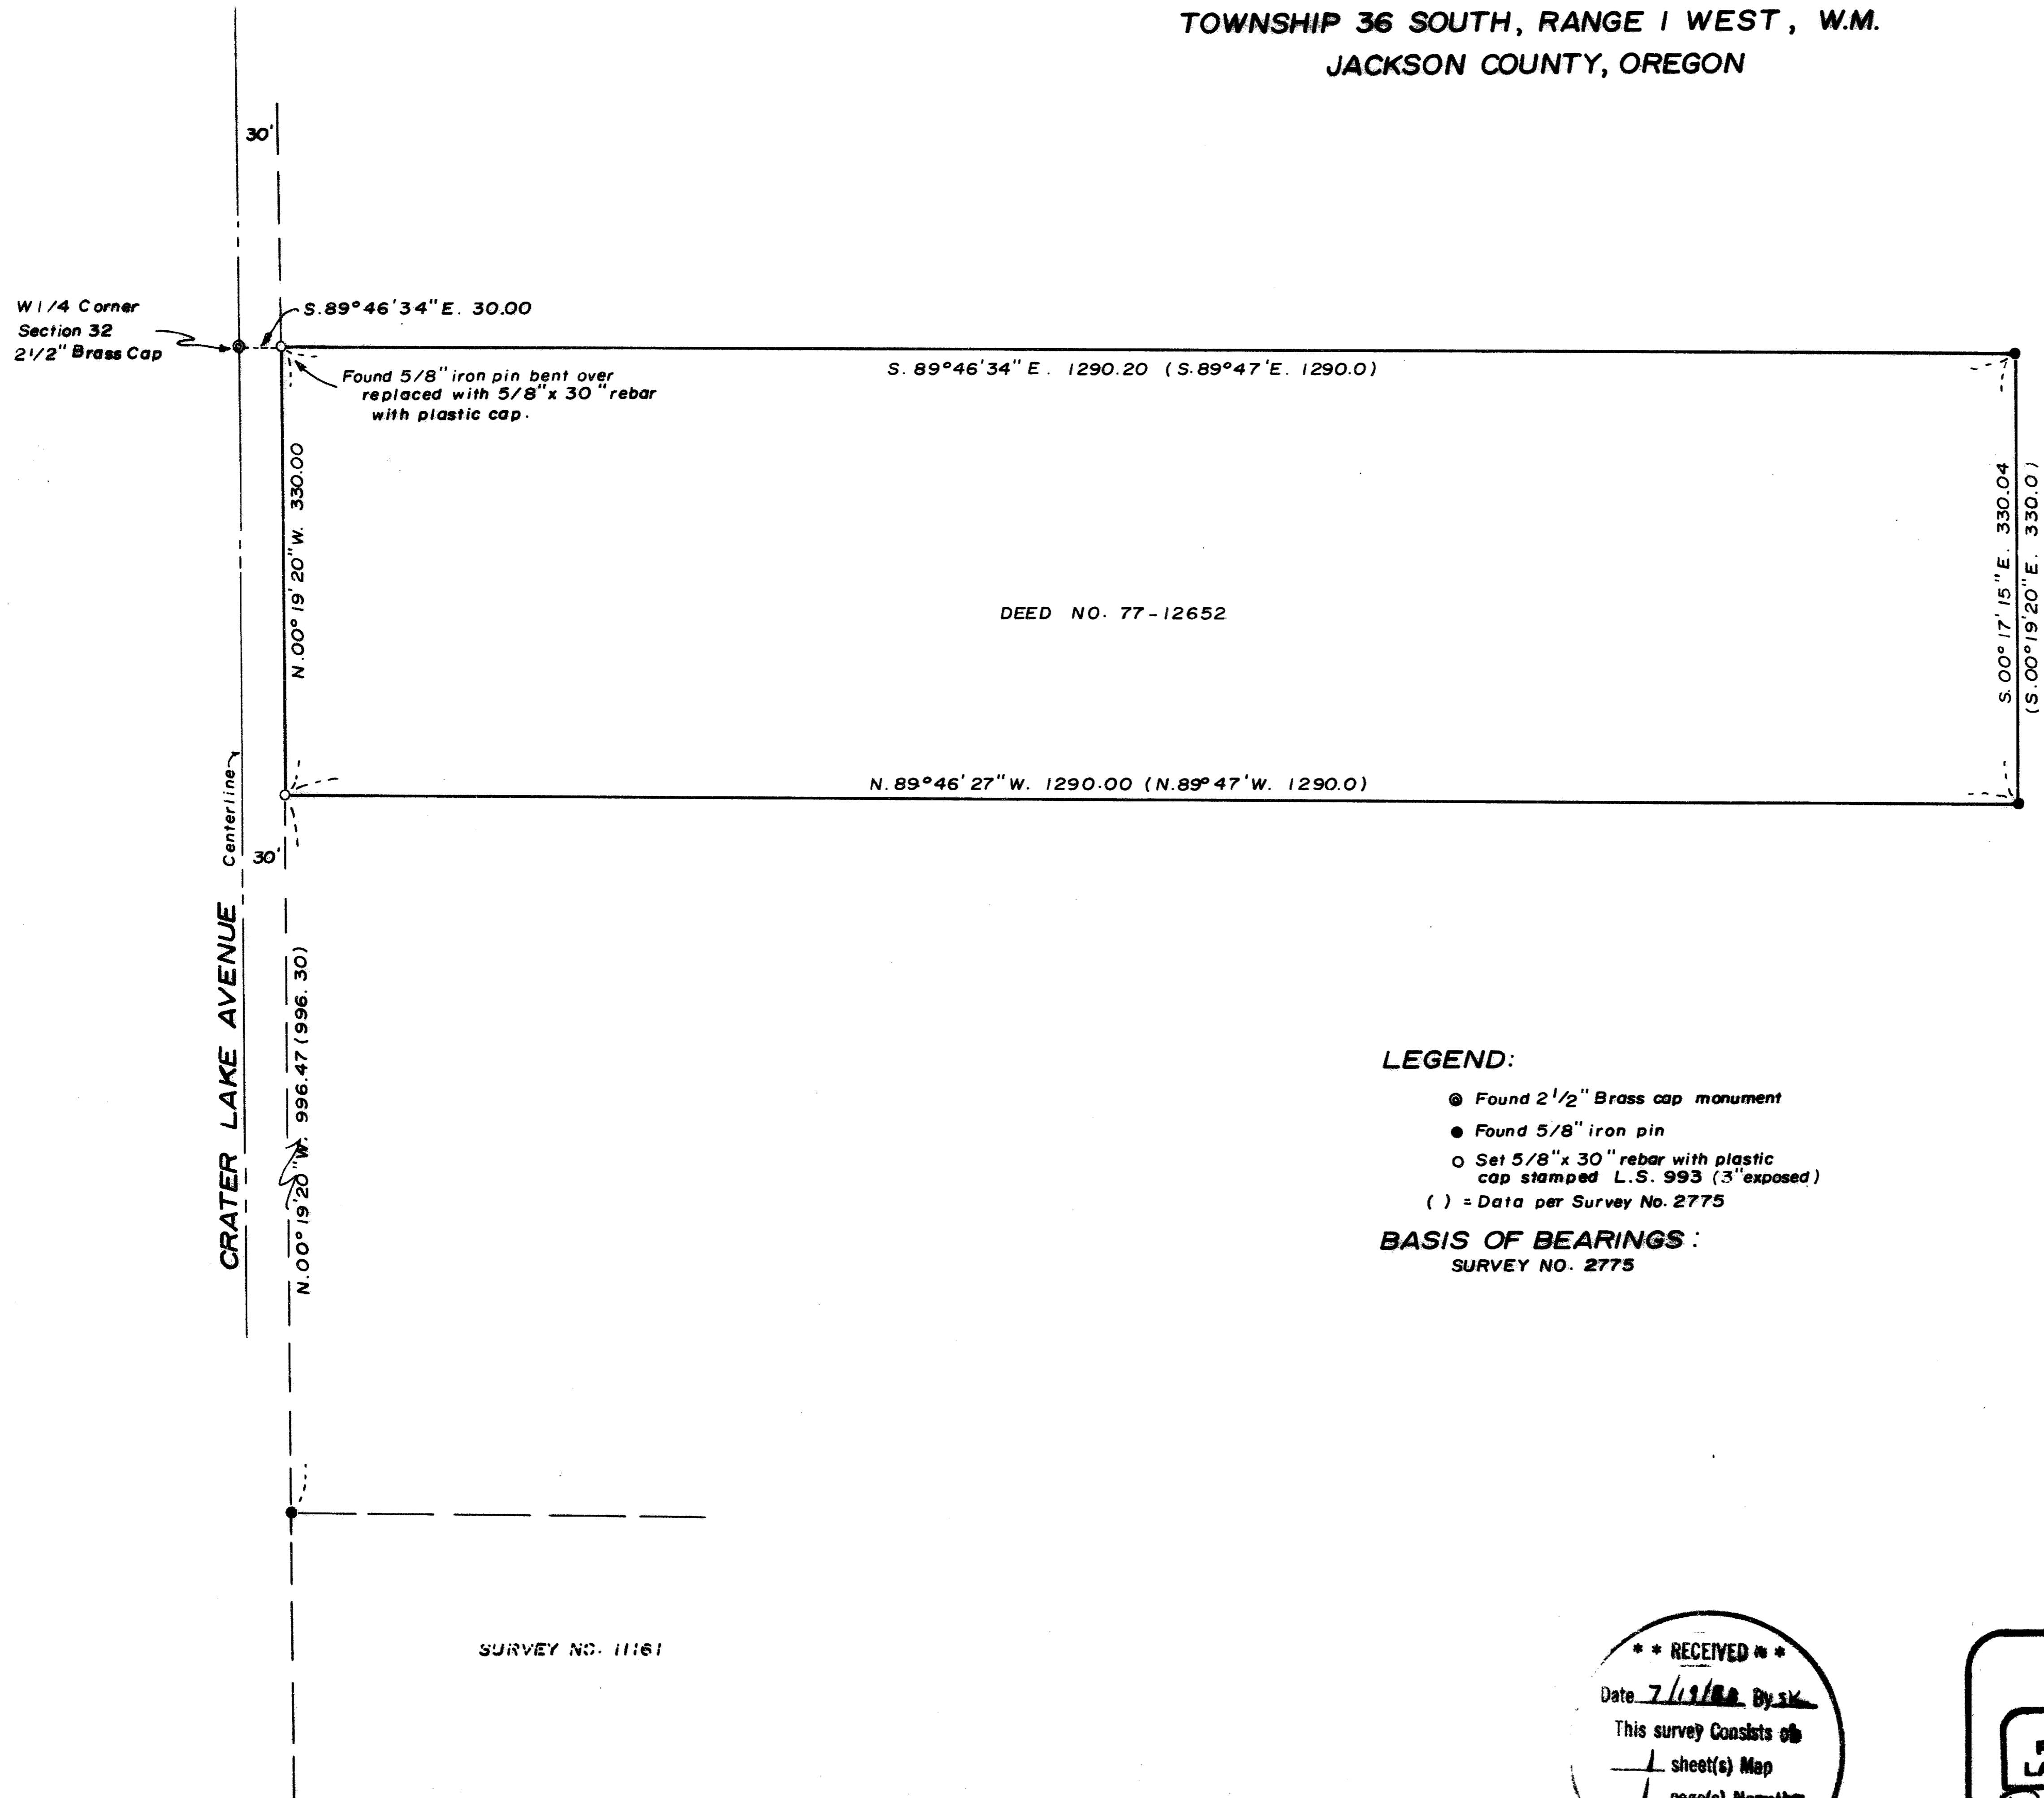 TOWNSHIP 36 SOUTH, RANGE 1 WEST, W.M.
JACKSON COUNTY, OREGON
30'
W 1/4 Corner
Section 32
2 1/2" Brass Cap
S.89°46'34"E. 30.00
Found 5/8" iron pin bent over
replaced with 5/8"x 30" rebar
with plastic cap.
S. 89°46'34"E. 1290.20 (S.89°47'E. 1290.0)
N.00°19'20"W. 330.00
S.00°17'15"E. 330.04
(S.00°19'20"E. 330.0)
DEED NO. 77-12652
N.89°46'27"W. 1290.00 (N.89°47'W. 1290.0)
Centerline
30'
CRATER LAKE AVENUE
N.00°19'20"W. 996.47 (996.30)
LEGEND:
Found 2 1/2" Brass cap monument
Found 5/8" iron pin
Set 5/8"x 30" rebar with plastic
cap stamped L.S. 993 (3"exposed)
( ) = Data per Survey No. 2775
BASIS OF BEARINGS:
SURVEY NO. 2775
SURVEY NO. 11161
* * RECEIVED * *
Date 7/19/ By SK
This survey Consists of
1 sheet(s) Map
1 page(s)